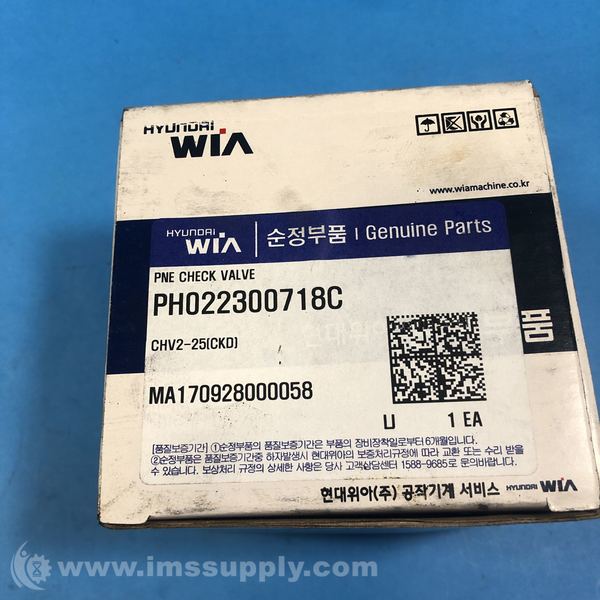 HYUNDAI
WIA
www.wiamachine.co.kr
HYUNDAI
WIA | 순정부품 | Genuine Parts
PNE CHECK VALVE
PH022300718C
CHV2-25(CKD)
품
MA170928000058
U 1 EA
[품질보증기간] ①순정부품의 품질보증기간은 부품의 장비장착일로부터 6개월입니다.
②순정부품은 품질보증기간중 하자발생시 현대위아의 보증처리규정에 따라 교환 또는 수리 받을
수 있습니다. 보상처리 규정의 상세한 사항은 당사 고객상담센터 1588-9685로 문의바랍니다.
현대위아(주) 공작기계 서비스 HYUNDAI WIA
www.imssupply.com